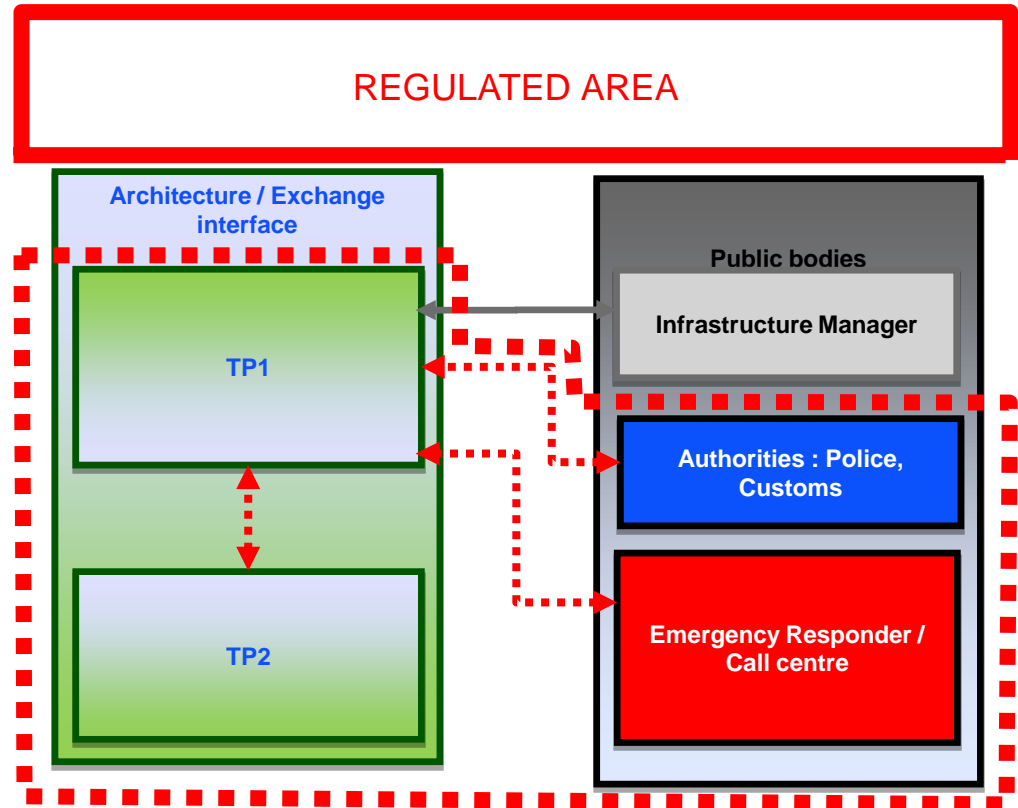 REGULATED AREA
Architecture / Exchange
interface
TP1
TP2
Public bodies
Infrastructure Manager
Authorities : Police,
Customs
Emergency Responder /
Call centre